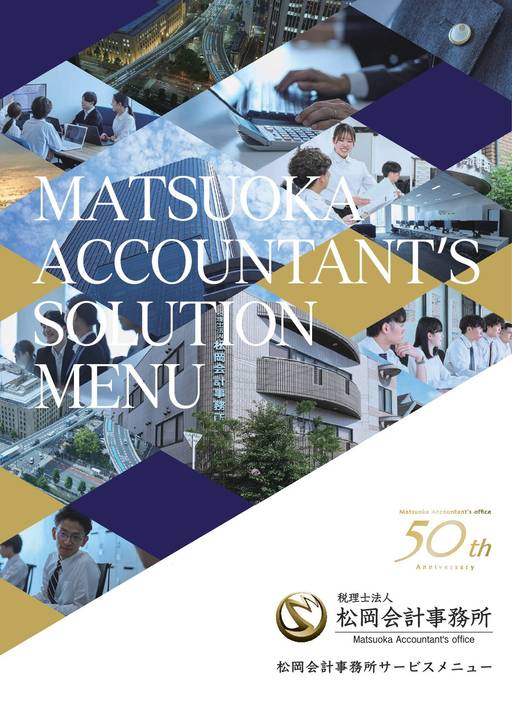 MATSUOKA
ACCOUNTANT'S
SOLUTION
MENU
松岡会計事務所
Matsuoka Accountant's office
50th
Anniversary
税理士法人
松岡会計事務所
Matsuoka Accountant's office
松岡会計事務所サービスメニュー